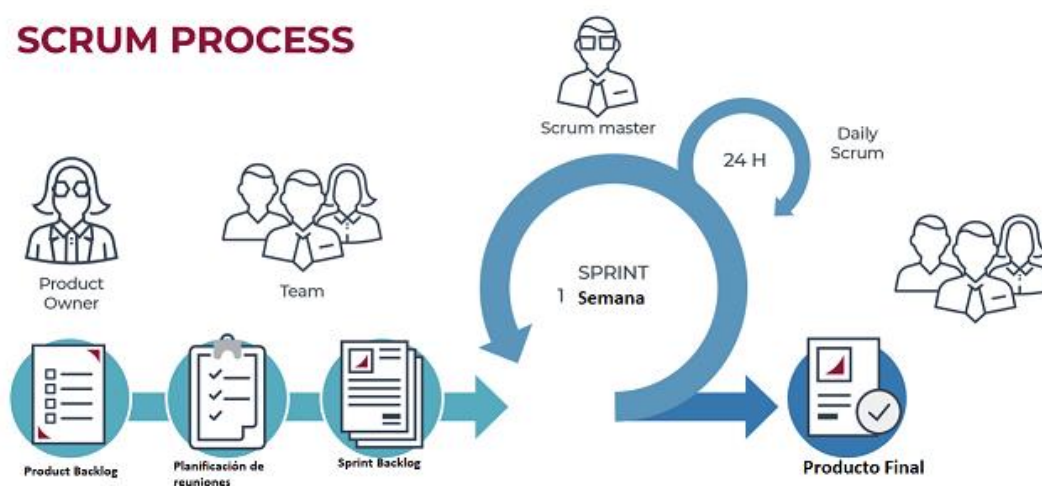 SCRUM PROCESS
Scrum master
24 H
Daily
Scrum
Product
Owner
Team
SPRINT
1 Semana
Product Backlog
Planificación de
reuniones
Sprint Backlog
Producto Final